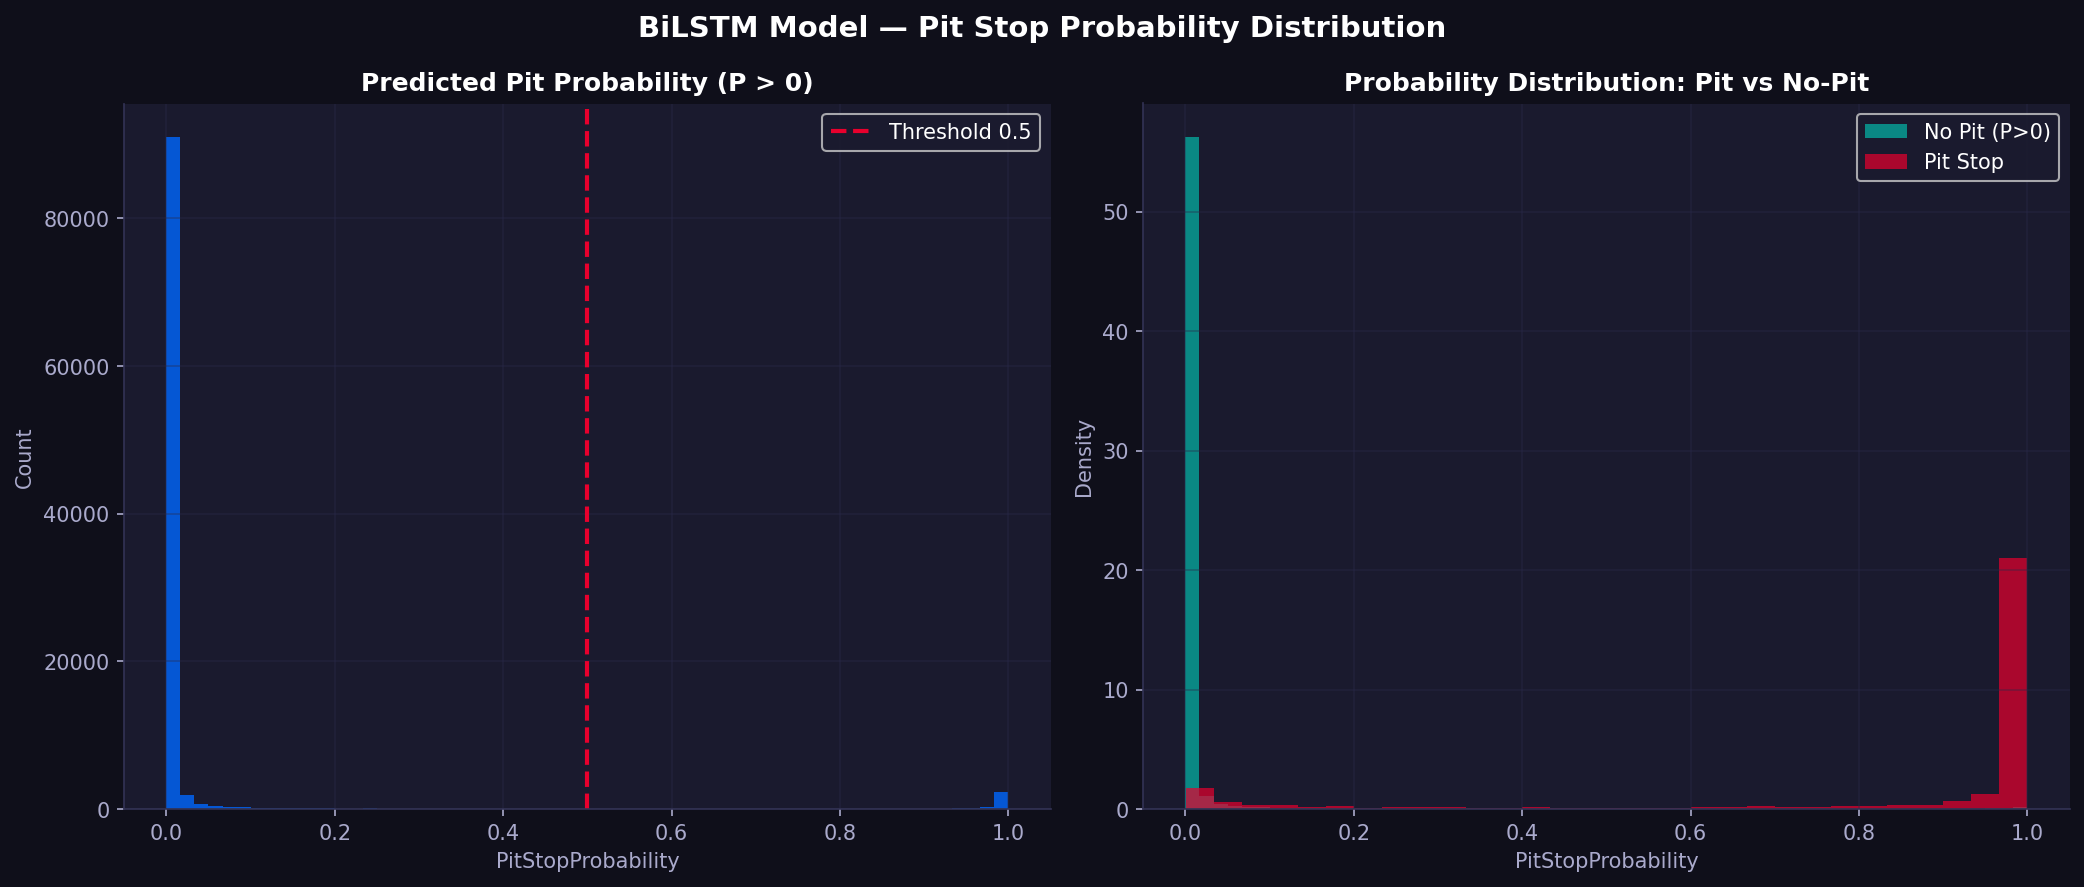 BiLSTM Model — Pit Stop Probability Distribution
Predicted Pit Probability (P > 0)
Threshold 0.5
Count
80000
60000
40000
20000
0
0.0 0.2 0.4 0.6 0.8 1.0
PitStopProbability
Probability Distribution: Pit vs No-Pit
No Pit (P>0)
Pit Stop
Density
50
40
30
20
10
0
0.0 0.2 0.4 0.6 0.8 1.0
PitStopProbability